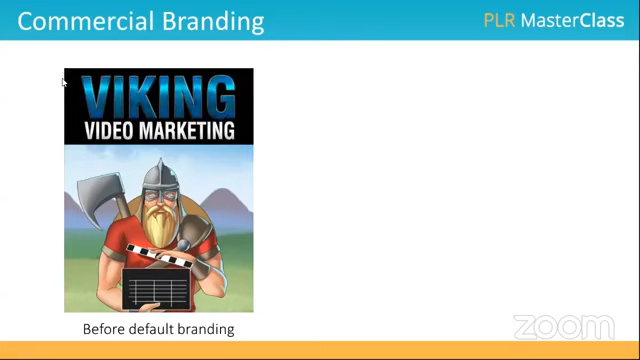 Commercial Branding
PLR MasterClass
VIKING
VIDEO MARKETING
Before default branding
zoom